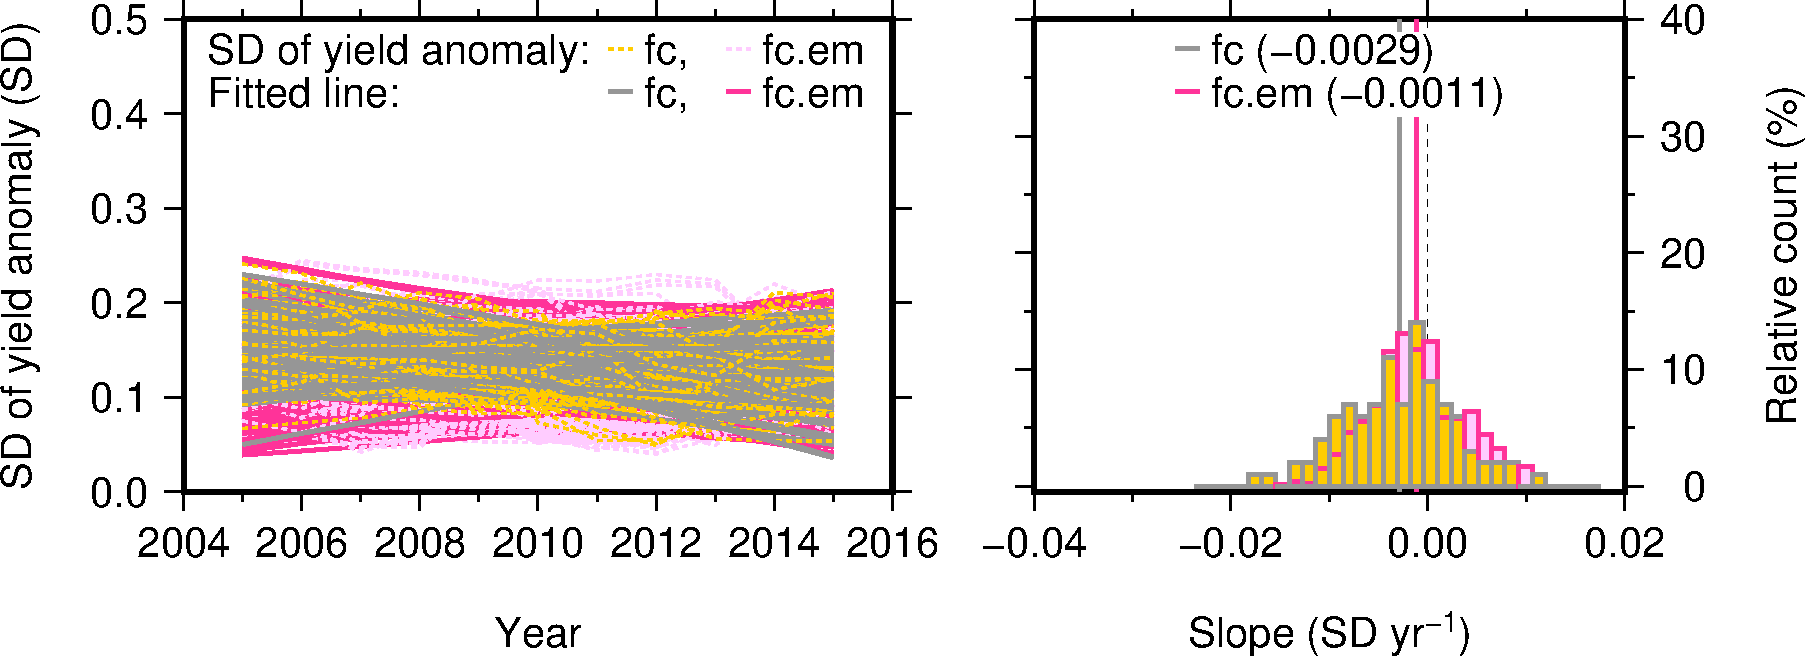 SD of yield anomaly (SD)
0.5
0.4
0.3
0.2
0.1
0.0
SD of yield anomaly: fc, fc.em
Fitted line: fc, fc.em
2004 2006 2008 2010 2012 2014 2016
Year
fc (−0.0029)
fc.em (−0.0011)
40
30
20
10
0
Relative count (%)
−0.04 −0.02 0.00 0.02
Slope (SD yr⁻¹)